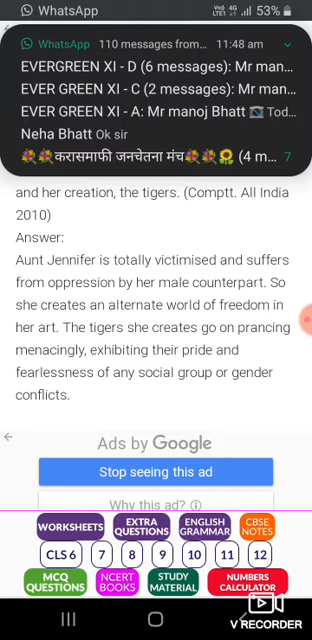 WhatsApp VoD LTE1 4G 53%
WhatsApp 110 messages from... 11:48 am
EVERGREEN XI - D (6 messages): Mr man...
EVER GREEN XI - C (2 messages): Mr man...
EVER GREEN XI - A: Mr manoj Bhatt 📷 Tod...
Neha Bhatt Ok sir
💐💐करासमाफी जनचेतना मंच💐💐🌻 (4 m... 7
and her creation, the tigers. (Comptt. All India
2010)
Answer:
Aunt Jennifer is totally victimised and suffers
from oppression by her male counterpart. So
she creates an alternate world of freedom in
her art. The tigers she creates go on prancing
menacingly, exhibiting their pride and
fearlessness of any social group or gender
conflicts.
Ads by Google
Stop seeing this ad
Why this ad?
WORKSHEETS EXTRA QUESTIONS ENGLISH GRAMMAR CBSE NOTES
CLS 6 7 8 9 10 11 12
MCQ QUESTIONS NCERT BOOKS STUDY MATERIAL NUMBERS CALCULATOR
V RECORDER